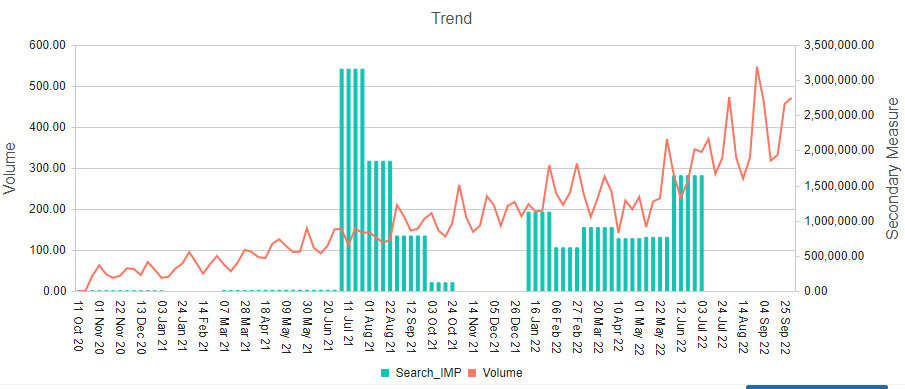 Trend
600.00
500.00
400.00
300.00
200.00
100.00
0.00
Volume
3,500,000.00
3,000,000.00
2,500,000.00
2,000,000.00
1,500,000.00
1,000,000.00
500,000.00
0.00
Secondary Measure
11 Oct 20
01 Nov 20
22 Nov 20
13 Dec 20
03 Jan 21
24 Jan 21
14 Feb 21
07 Mar 21
28 Mar 21
18 Apr 21
09 May 21
30 May 21
20 Jun 21
11 Jul 21
01 Aug 21
22 Aug 21
12 Sep 21
03 Oct 21
24 Oct 21
14 Nov 21
05 Dec 21
26 Dec 21
16 Jan 22
06 Feb 22
27 Feb 22
20 Mar 22
10 Apr 22
01 May 22
22 May 22
12 Jun 22
03 Jul 22
24 Jul 22
14 Aug 22
04 Sep 22
25 Sep 22
Search_IMP
Volume